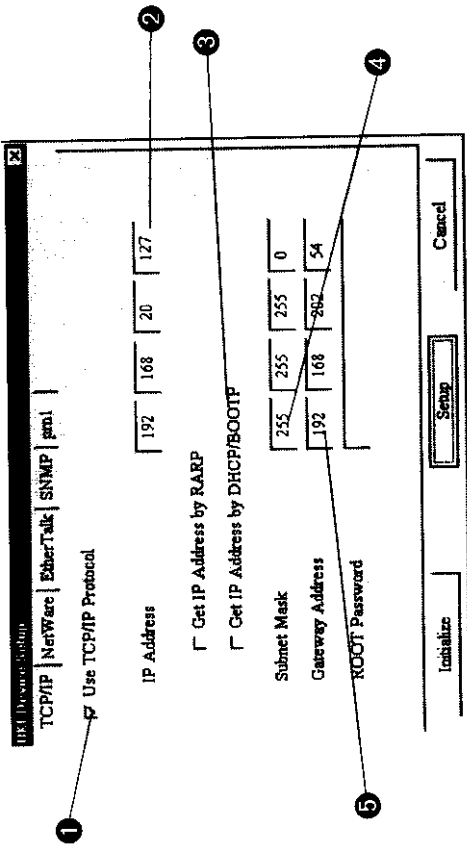 Device Setup
TCP/IP NetWare EtherTalk SNMP prn1
Use TCP/IP Protocol
IP Address 192 168 20 127
Get IP Address by RARP
Get IP Address by DHCP/BOOTP
Subnet Mask 255 255 255 0
Gateway Address 192 168 202 54
ROOT Password
Initialize Setup Cancel
1
2
3
4
5